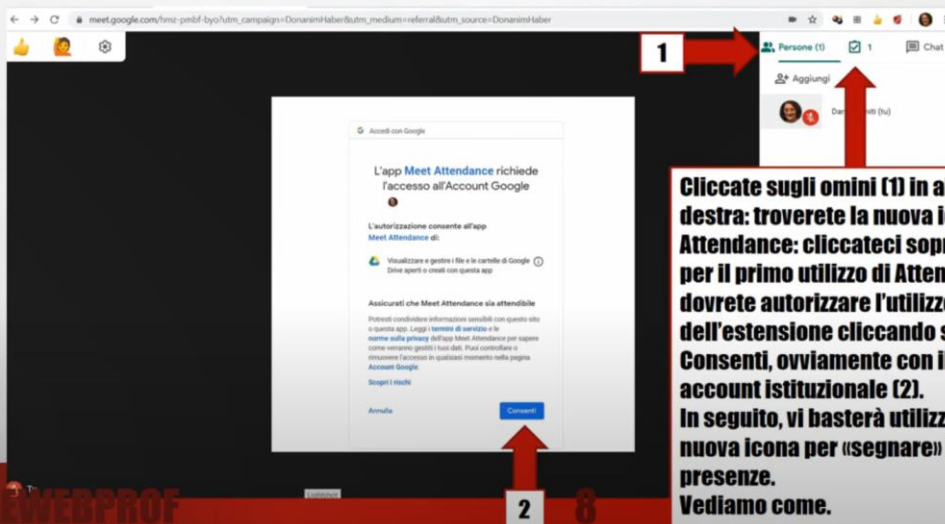 meet.google.com/hmz-pmbf-byo?utm_campaign=DonanimHaber&utm_medium=referral&utm_source=DonanimHaber
1
Persone (1)
1
Chat
Aggiungi
(tu)
Accedi con Google
L'app Meet Attendance richiede
l'accesso all'Account Google
L'autorizzazione consente all'app
Meet Attendance di:
Visualizzare e gestire i file e le cartelle di Google
Drive aperti o creati con questa app
Assicurati che Meet Attendance sia attendibile
Potresti condividere informazioni sensibili con questo sito
o questa app. Leggi i termini di servizio e le
norme sulla privacy dell'app Meet Attendance per sapere
come verranno gestiti i tuoi dati. Puoi controllare o
rimuovere l'accesso in qualsiasi momento nella pagina
Account Google.
Scopri i rischi
Annulla
Consenti
Cliccate sugli omini (1) in
destra: troverete la nuova
Attendance: cliccateci
per il primo utilizzo di
dovrete autorizzare
dell'estensione cliccando
Consenti, ovviamente con
account istituzionale (2).
In seguito, vi basterà
nuova icona per «segnare»
presenze.
Vediamo come.
Lightshot
EWEBPROF
2
8